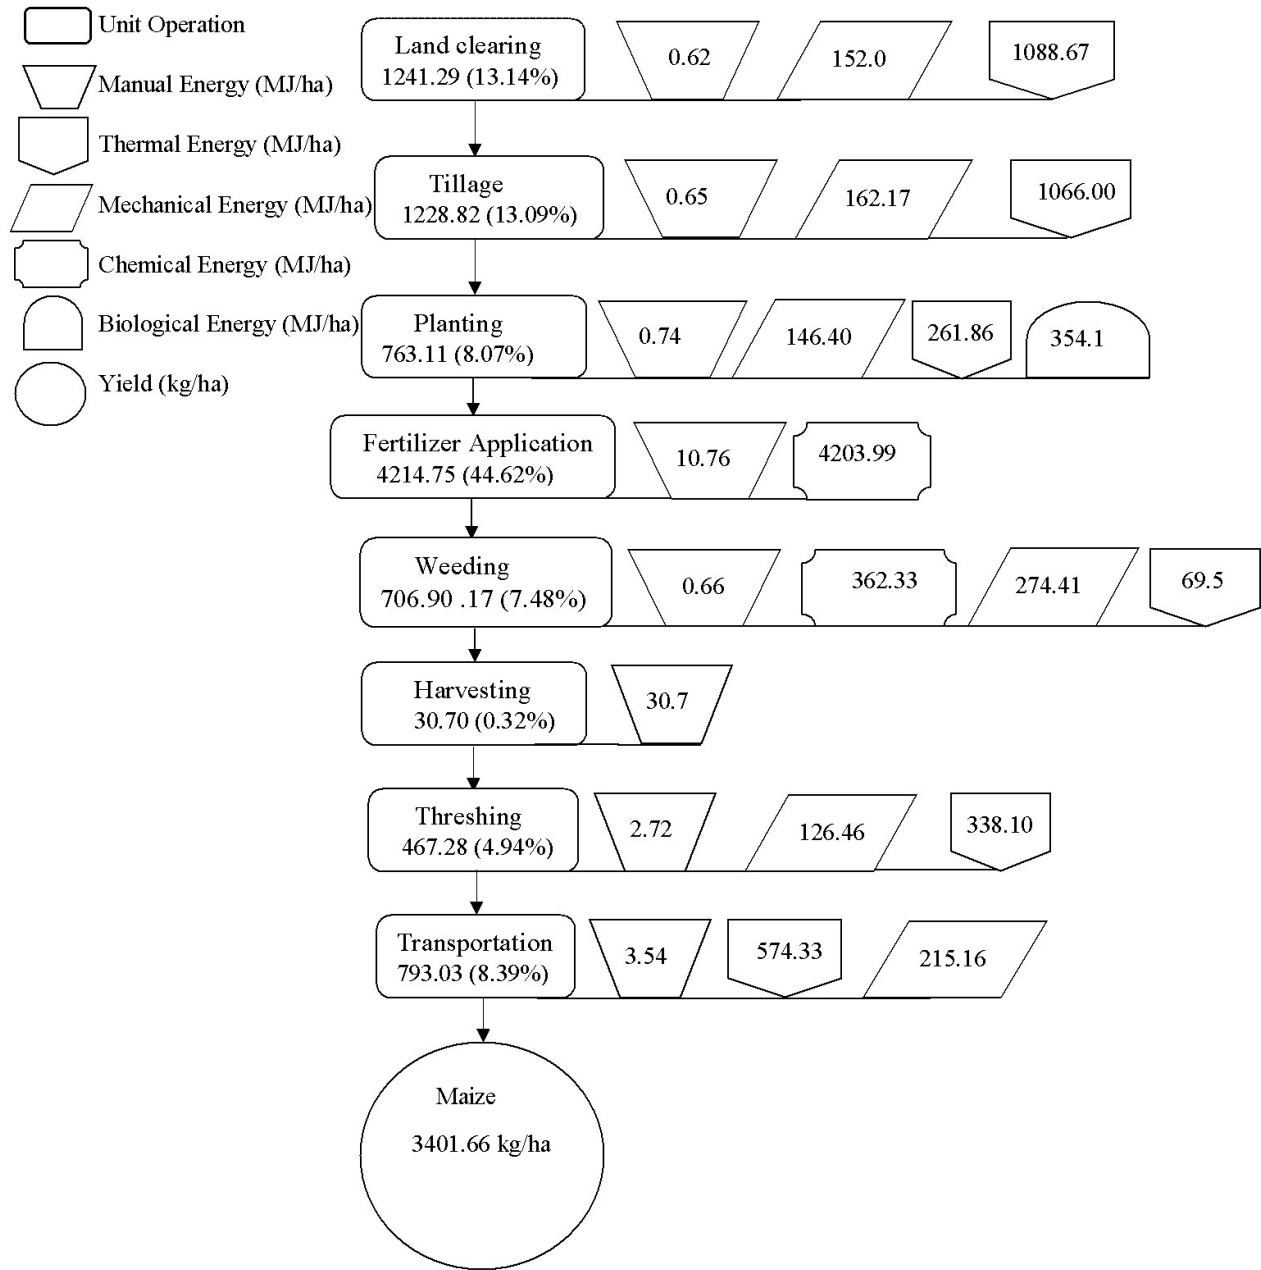 Unit Operation
Manual Energy (MJ/ha)
Thermal Energy (MJ/ha)
Mechanical Energy (MJ/ha)
Chemical Energy (MJ/ha)
Biological Energy (MJ/ha)
Yield (kg/ha)
Land clearing
1241.29 (13.14%)
0.62
152.0
1088.67
Tillage
1228.82 (13.09%)
0.65
162.17
1066.00
Planting
763.11 (8.07%)
0.74
146.40
261.86
354.1
Fertilizer Application
4214.75 (44.62%)
10.76
4203.99
Weeding
706.90 .17 (7.48%)
0.66
362.33
274.41
69.5
Harvesting
30.70 (0.32%)
30.7
Threshing
467.28 (4.94%)
2.72
126.46
338.10
Transportation
793.03 (8.39%)
3.54
574.33
215.16
Maize
3401.66 kg/ha